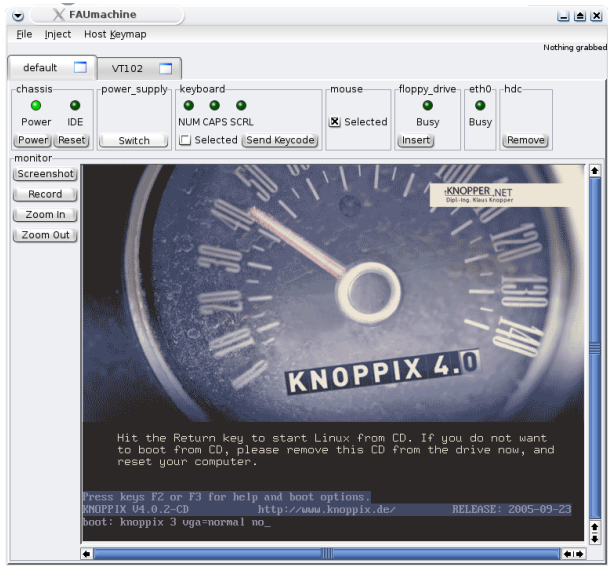 FAUmachine
File Inject Host Keymap
Nothing grabbed
default VT102
chassis power_supply keyboard mouse floppy_drive eth0 hdc
Power IDE NUM CAPS SCRL Selected Busy Busy
Power Reset Switch Selected Send Keycode Insert Remove
monitor
Screenshot
Record
Zoom In
Zoom Out
KNOPPER.NET
Dipl-Ing. Klaus Knopper
40 50
120
130
140
KNOPPIX 4.0
Hit the Return key to start Linux from CD. If you do not want
to boot from CD, please remove this CD from the drive now, and
reset your computer.
Press keys F2 or F3 for help and boot options.
KNOPPIX V4.0.2-CD http://www.knoppix.de/ RELEASE: 2005-09-23
boot: knoppix 3 vga=normal no_